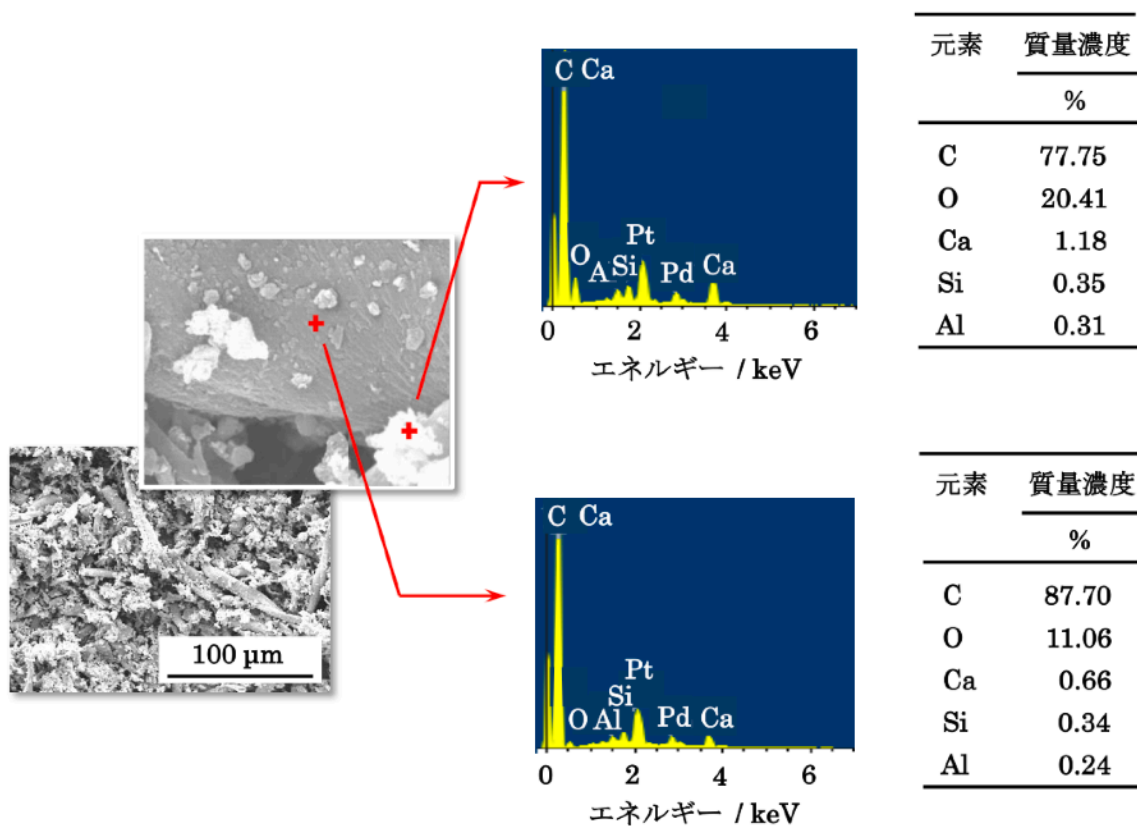 元素 質量濃度
%
C 77.75
O 20.41
Ca 1.18
Si 0.35
Al 0.31
C Ca
O A Si Pt Pd Ca
0 2 4 6
エネルギー / keV
100 μm
元素 質量濃度
%
C 87.70
O 11.06
Ca 0.66
Si 0.34
Al 0.24
C Ca
O Al Si Pt Pd Ca
0 2 4 6
エネルギー / keV